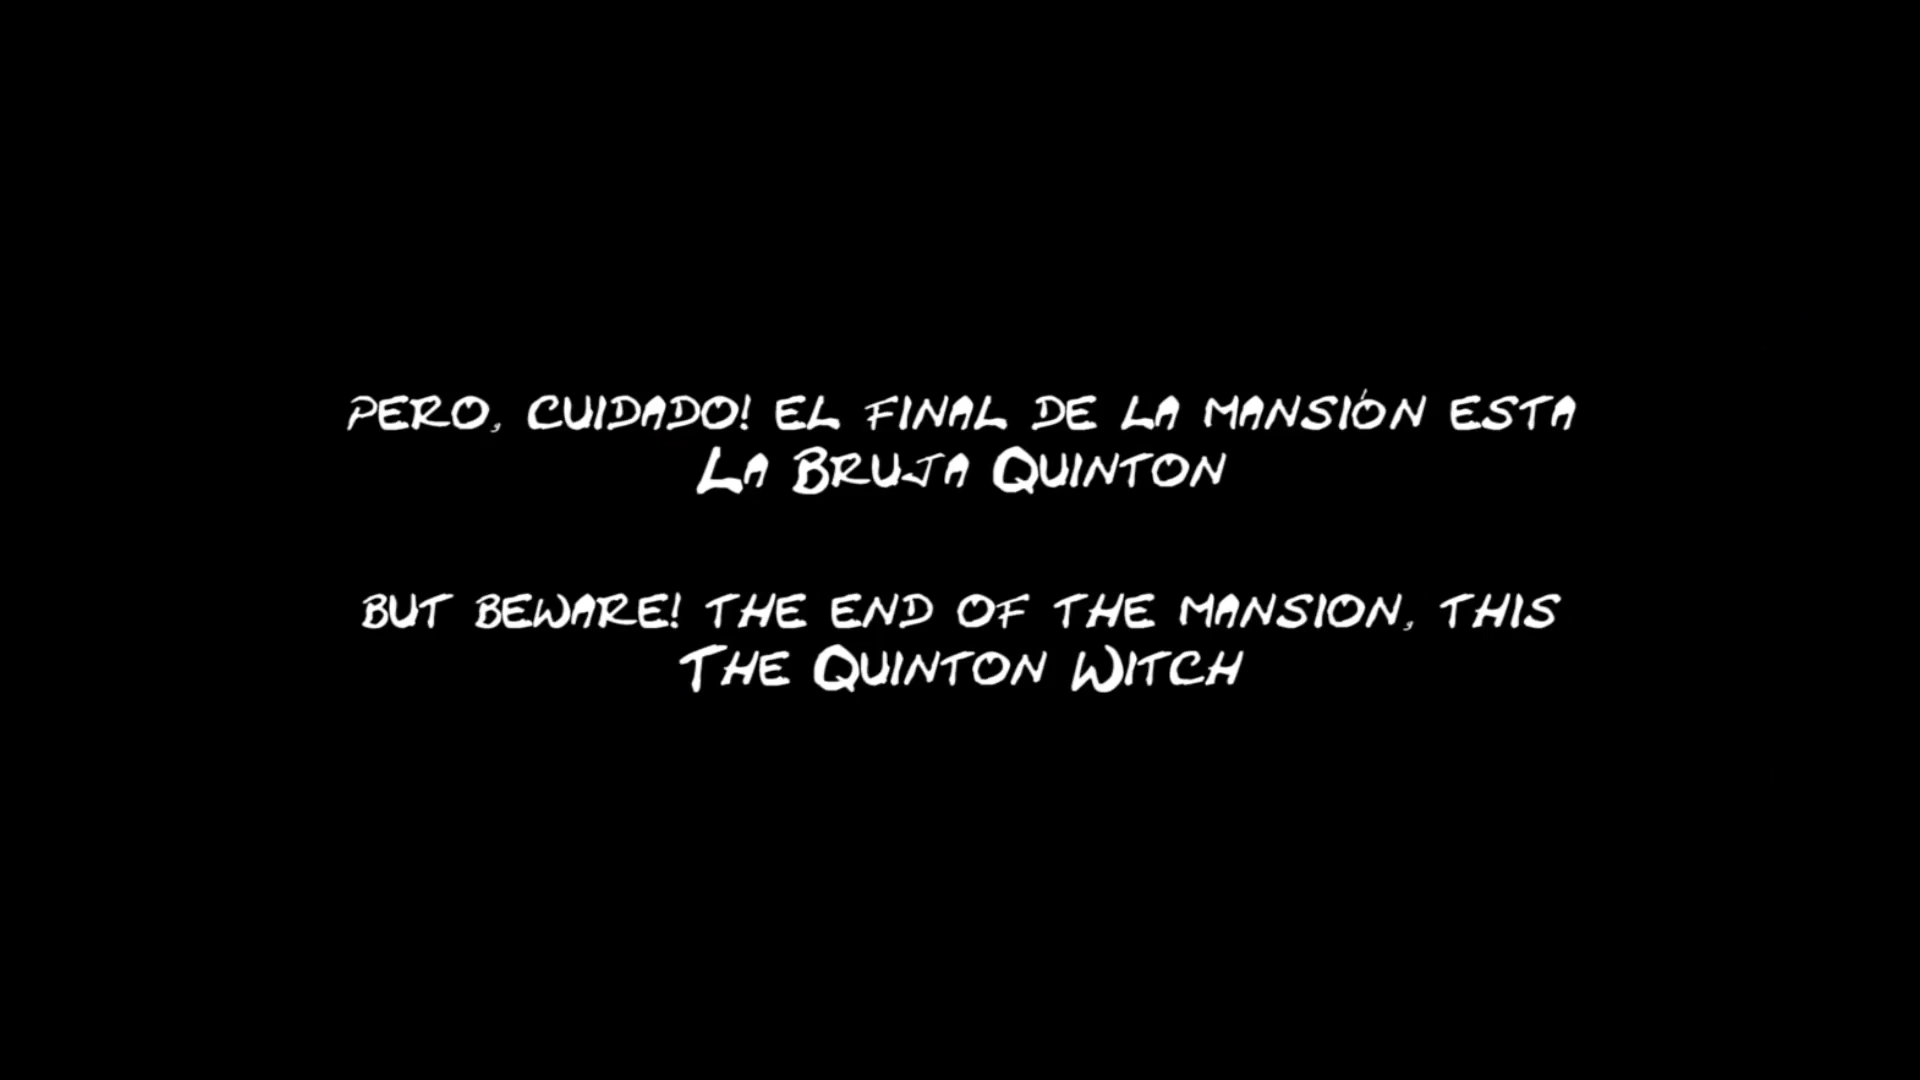 PERO, CUIDADO! EL FINAL DE LA MANSIÓN ESTA
LA BRUJA QUINTON
BUT BEWARE! THE END OF THE MANSION, THIS
THE QUINTON WITCH